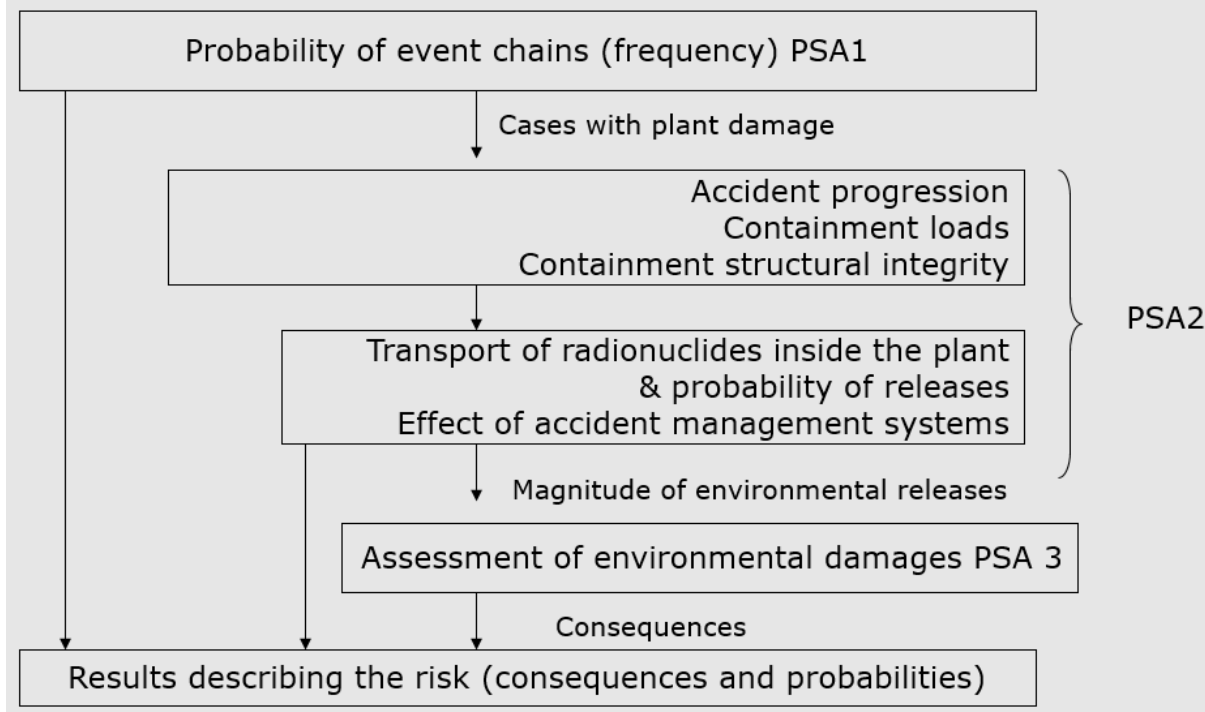 Probability of event chains (frequency) PSA1
Cases with plant damage
Accident progression
Containment loads
Containment structural integrity
PSA2
Transport of radionuclides inside the plant
& probability of releases
Effect of accident management systems
Magnitude of environmental releases
Assessment of environmental damages PSA 3
Consequences
Results describing the risk (consequences and probabilities)